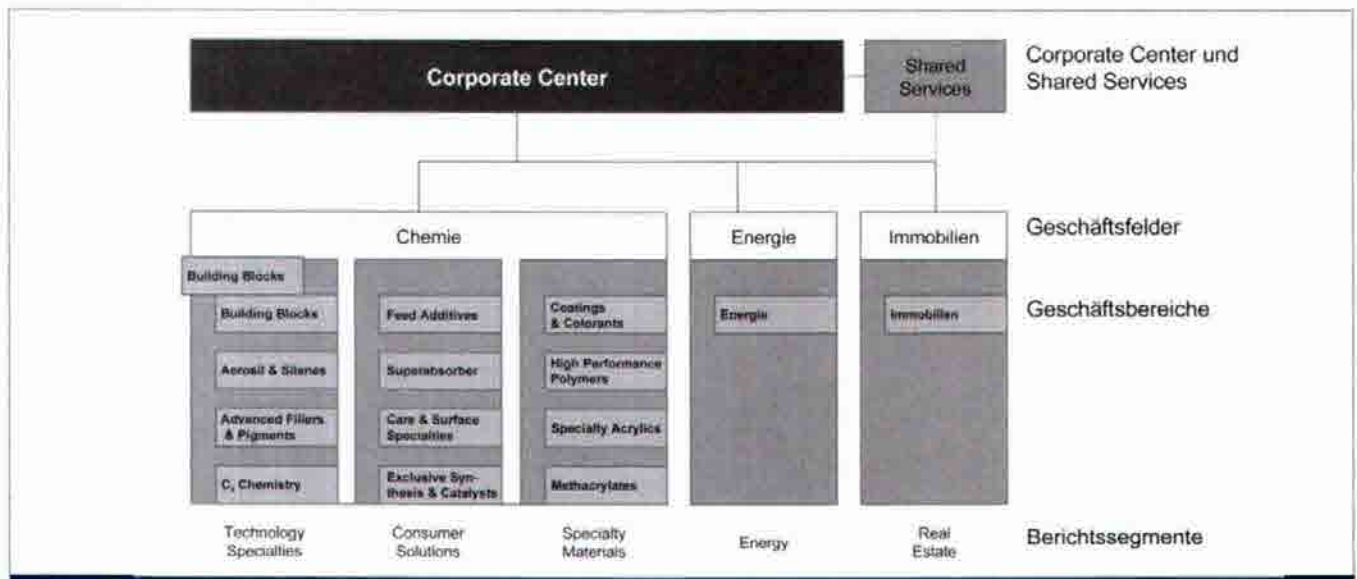 Corporate Center
Shared
Services
Corporate Center und
Shared Services
Chemie
Energie
Immobilien
Geschäftsfelder
Building Blocks
Building Blocks
Feed Additives
Coatings
& Colorants
Energie
Immobilien
Geschäftsbereiche
Aerosil & Silanes
Superabsorber
High Performance
Polymers
Advanced Fillers
& Pigments
Care & Surface
Specialties
Specialty Acrylics
C₄ Chemistry
Exclusive Syn-
thesis & Catalysts
Methacrylates
Technology
Specialties
Consumer
Solutions
Specialty
Materials
Energy
Real
Estate
Berichtssegmente